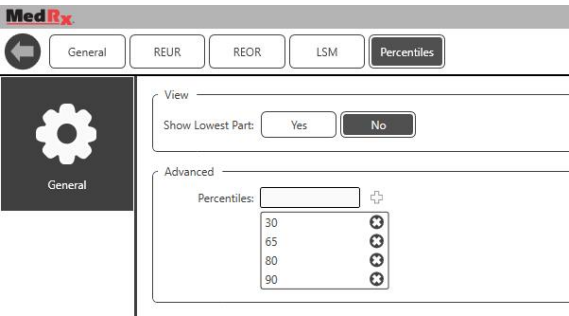 MedRx
General REUR REOR LSM Percentiles
General
View
Show Lowest Part: Yes No
Advanced
Percentiles:
30
65
80
90